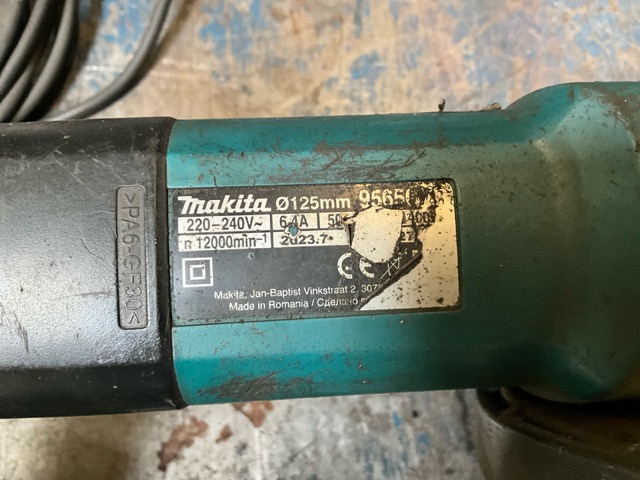 makita Ø125mm
220-240V~ 6.4A
n 12000min-1 2023.7
CE
Makita, Jan-Baptist Vinkstraat 2,
Made in Romania / Сделано
>PA6-GF30<